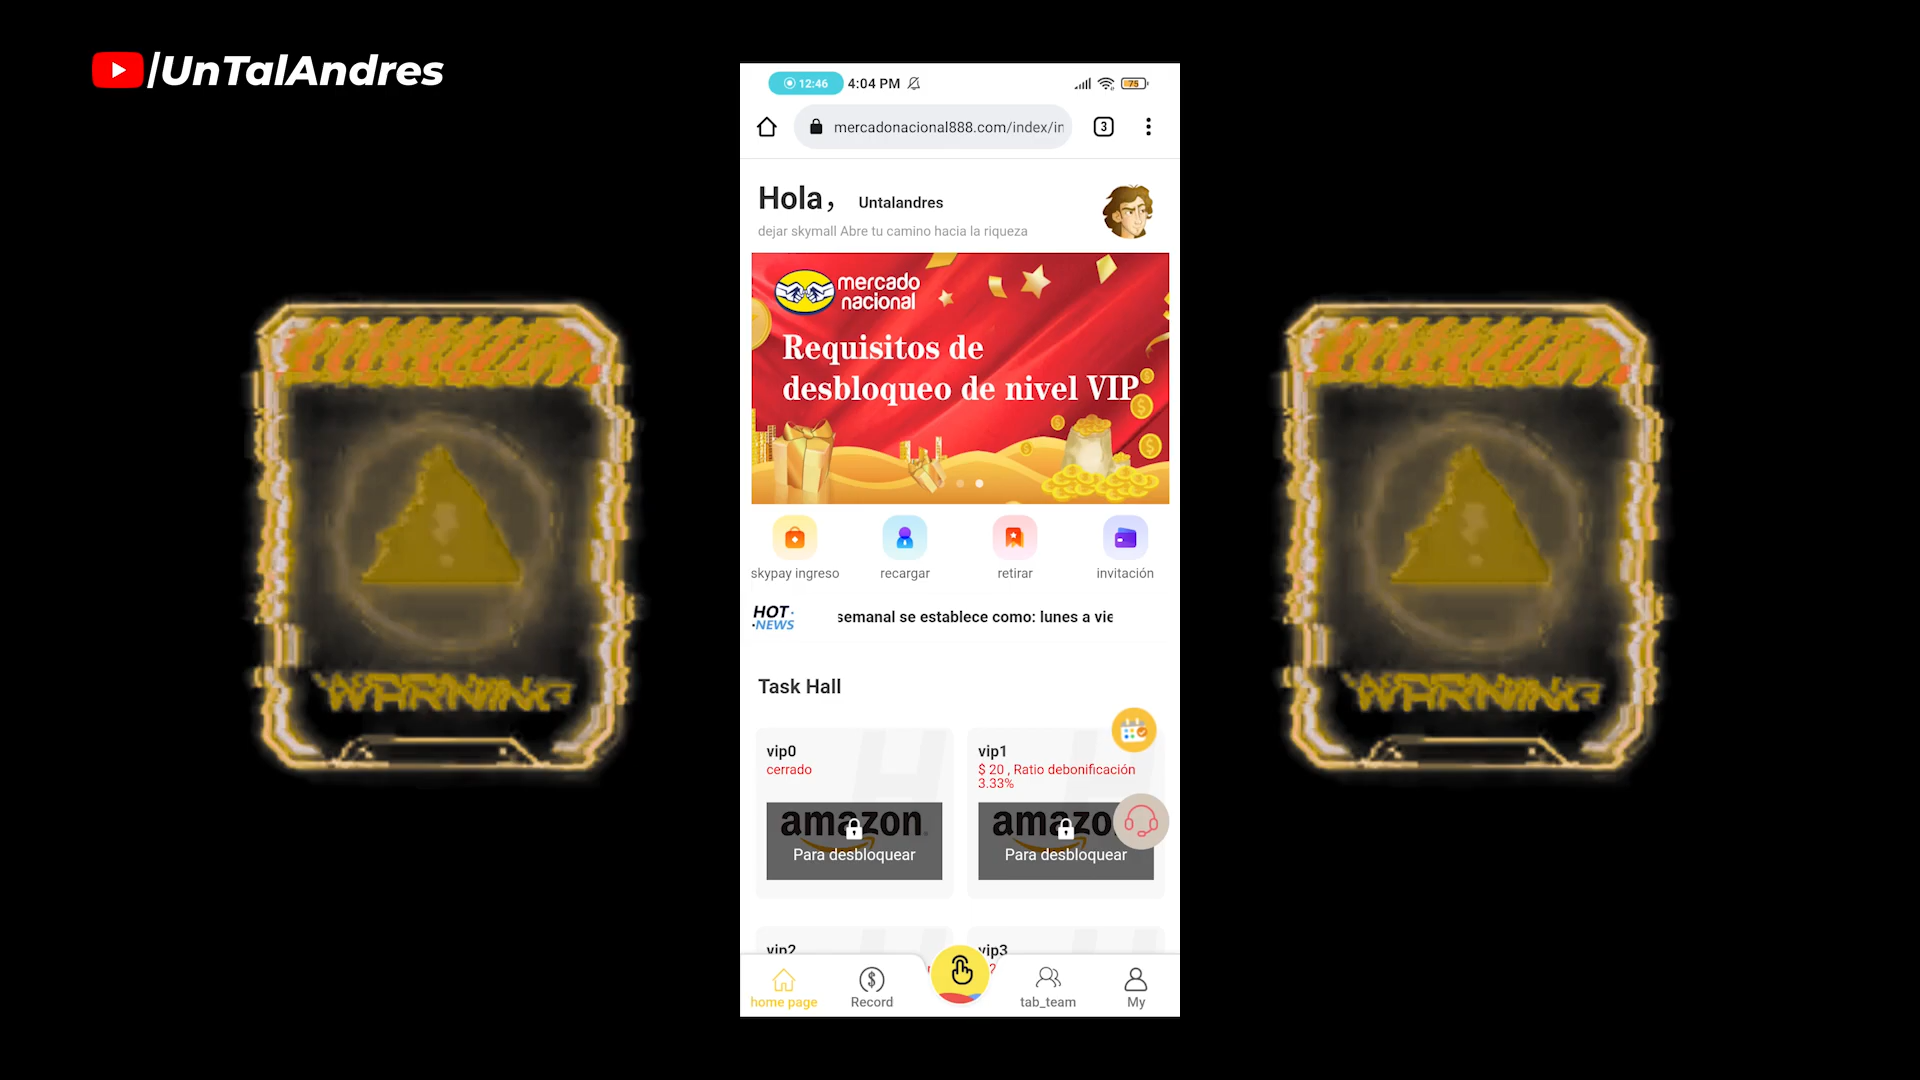 /UnTalAndres
12:46 4:04 PM 75
mercadonacional888.com/index/in
3
Hola， Untalandres
dejar skymall Abre tu camino hacia la riqueza
mercado
nacional
Requisitos de
desbloqueo de nivel VIP
skypay ingreso recargar retirar invitación
HOT
NEWS
semanal se establece como: lunes a vie
Task Hall
vip0
cerrado
amazon
Para desbloquear
vip1
$ 20 , Ratio debonificación
3.33%
amazo
Para desbloquear
vip2 vip3
home page Record tab_team My
WARNING
WARNING